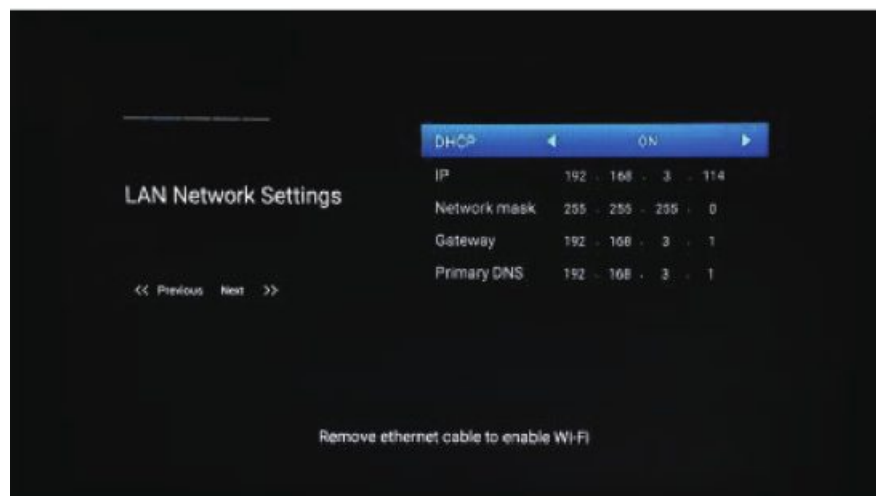 DHCP ON
IP 192 . 168 . 3 . 114
LAN Network Settings
Network mask 255 . 255 . 255 . 0
Gateway 192 . 168 . 3 . 1
Primary DNS 192 . 168 . 3 . 1
<< Previous Next >>
Remove ethernet cable to enable WI-FI